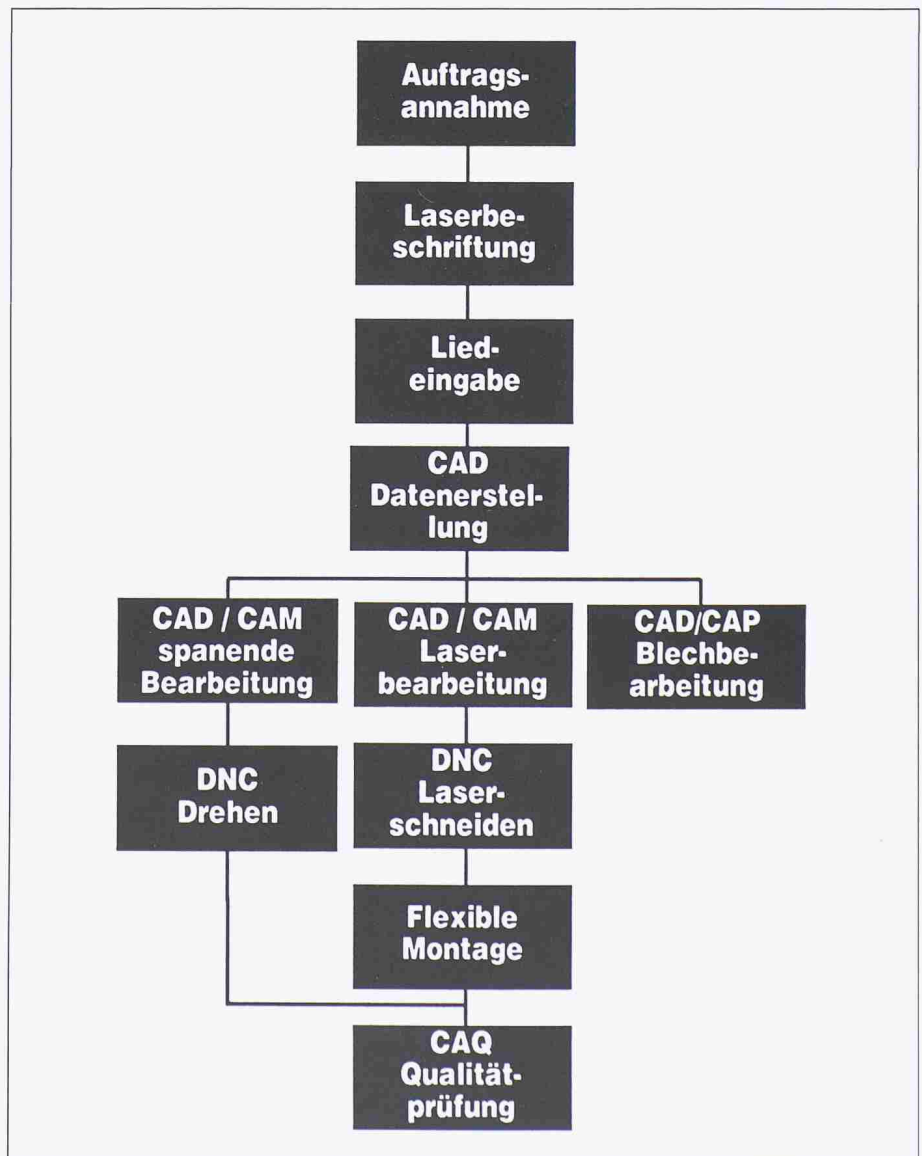 Auftrags-
annahme
Laserbe-
schriftung
Lied-
eingabe
CAD
Datenerstel-
lung
CAD / CAM
spanende
Bearbeitung
CAD / CAM
Laser-
bearbeitung
CAD/CAP
Blechbe-
arbeitung
DNC
Drehen
DNC
Laser-
schneiden
Flexible
Montage
CAQ
Qualität-
prüfung